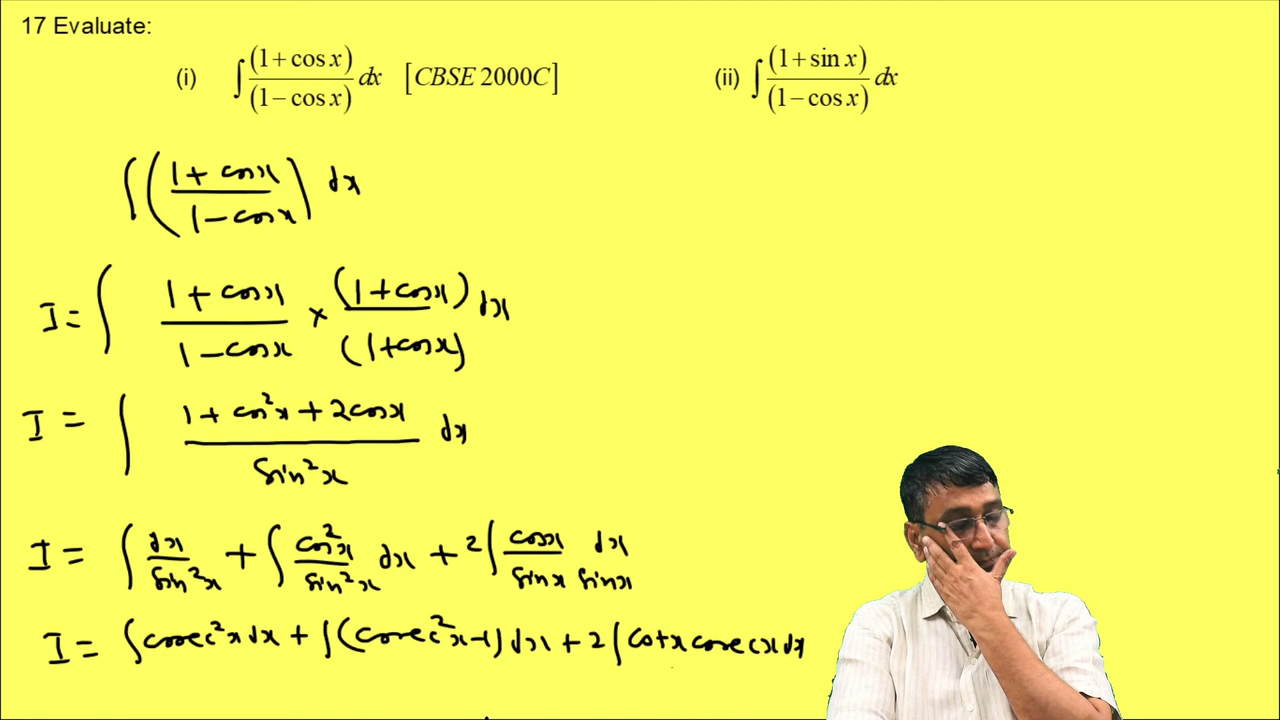 17 Evaluate:
(i) ∫ (1+cos x)/(1−cos x) dx [CBSE 2000C] (ii) ∫ (1+sin x)/(1−cos x) dx
∫ ((1+cosx)/(1−cosx)) dx
I = ∫ (1+cosx)/(1−cosx) × (1+cosx)/(1+cosx) dx
I = ∫ (1+cos²x+2cosx)/(sin²x) dx
I = ∫ dx/sin²x + ∫ cos²x/sin²x dx + 2∫ cosx/(sinx sinx) dx
I = ∫cosec²x dx + ∫(cosec²x−1) dx + 2∫cotx cosecx dx